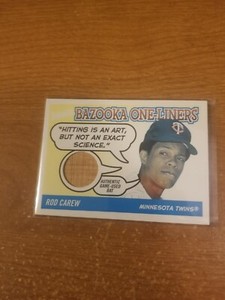 BAZOOKA ONE-LINERS
"HITTING IS AN ART,
BUT NOT AN EXACT
SCIENCE."
AUTHENTIC
GAME-USED
BAT
TC
ROD CAREW
MINNESOTA TWINS®